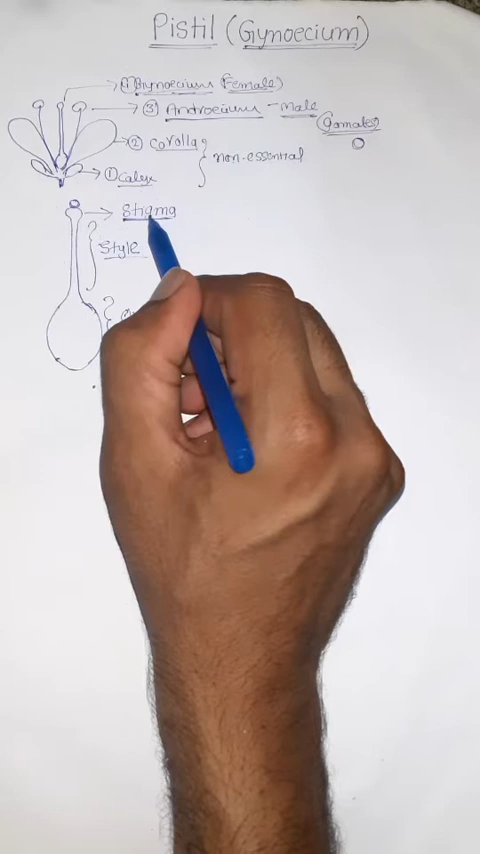 Pistil (Gynoecium)
④ Gynoecium (Female)
③ Androecium - male
Gamates
② Corolla
non-essential
① Calyx
Stigma
Style